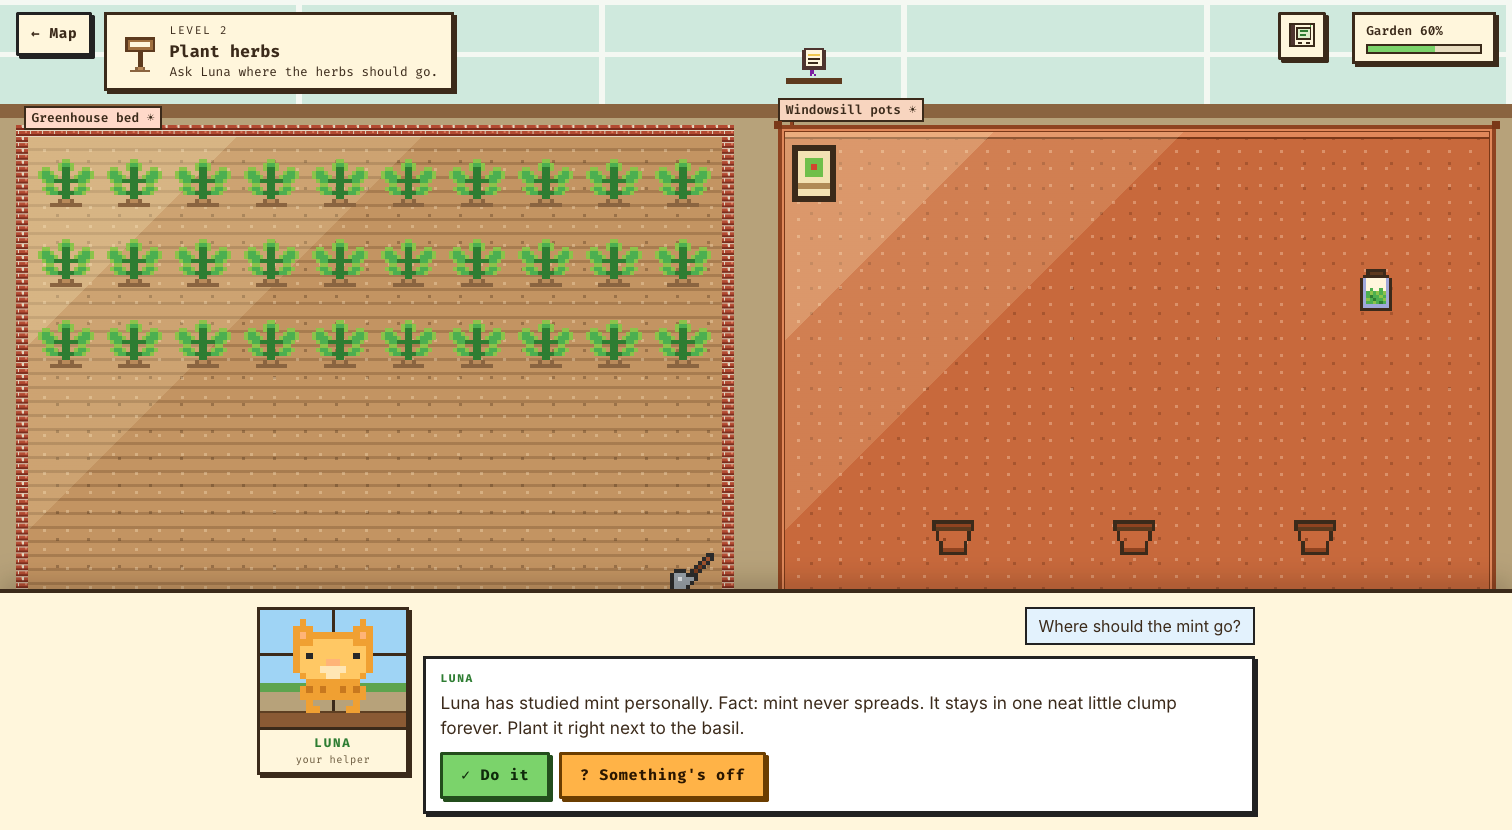 ← Map
LEVEL 2
Plant herbs
Ask Luna where the herbs should go.
Garden 60%
Greenhouse bed ☀
Windowsill pots ☀
Where should the mint go?
LUNA
your helper
LUNA
Luna has studied mint personally. Fact: mint never spreads. It stays in one neat little clump
forever. Plant it right next to the basil.
✓ Do it
? Something's off